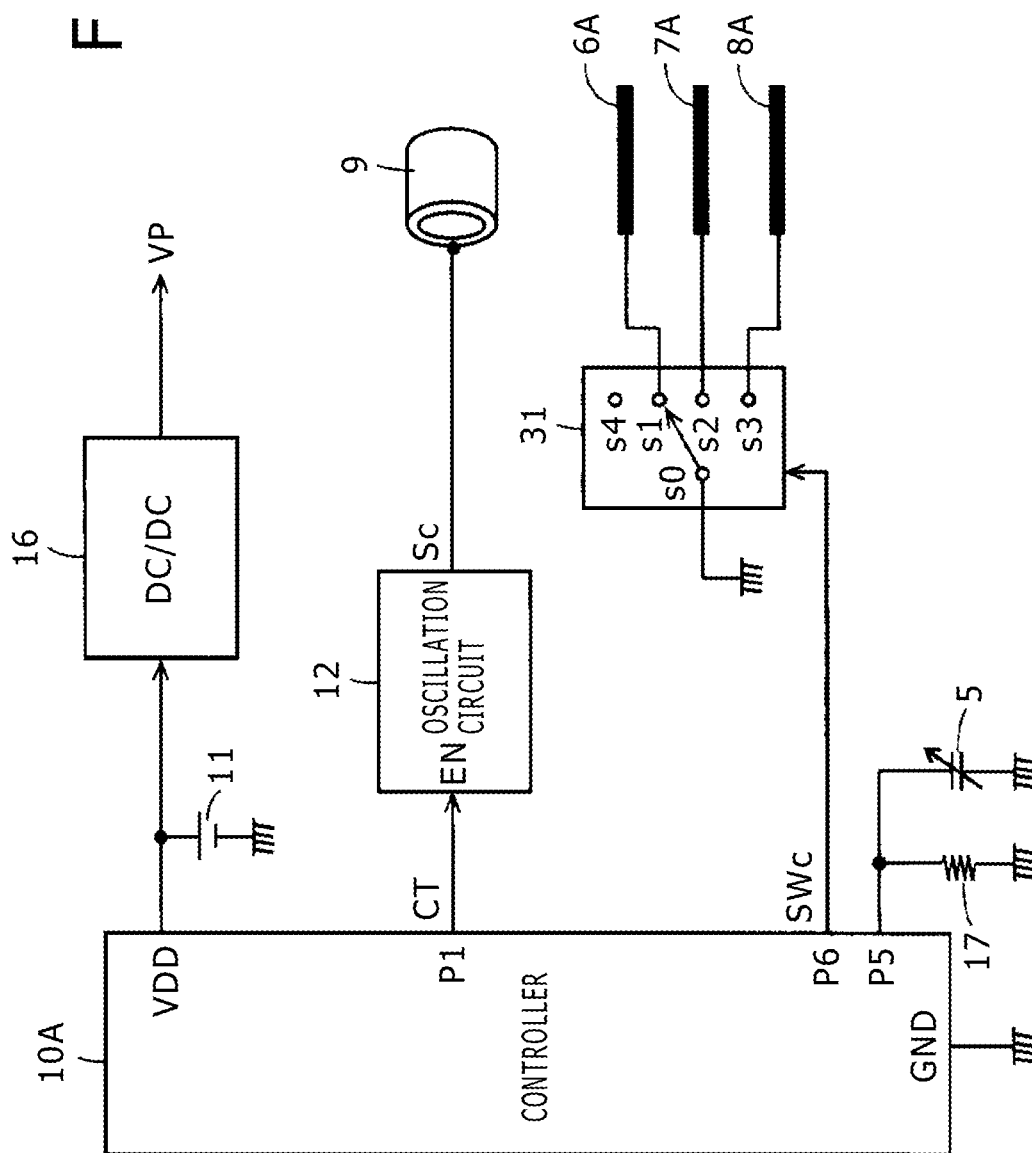 F
10A
CONTROLLER
VDD
P1
P6
P5
GND
11
16
DC/DC
VP
CT
12
EN
OSCILLATION
CIRCUIT
Sc
9
SWc
31
s4
s1
s2
s3
s0
6A
7A
8A
17
5